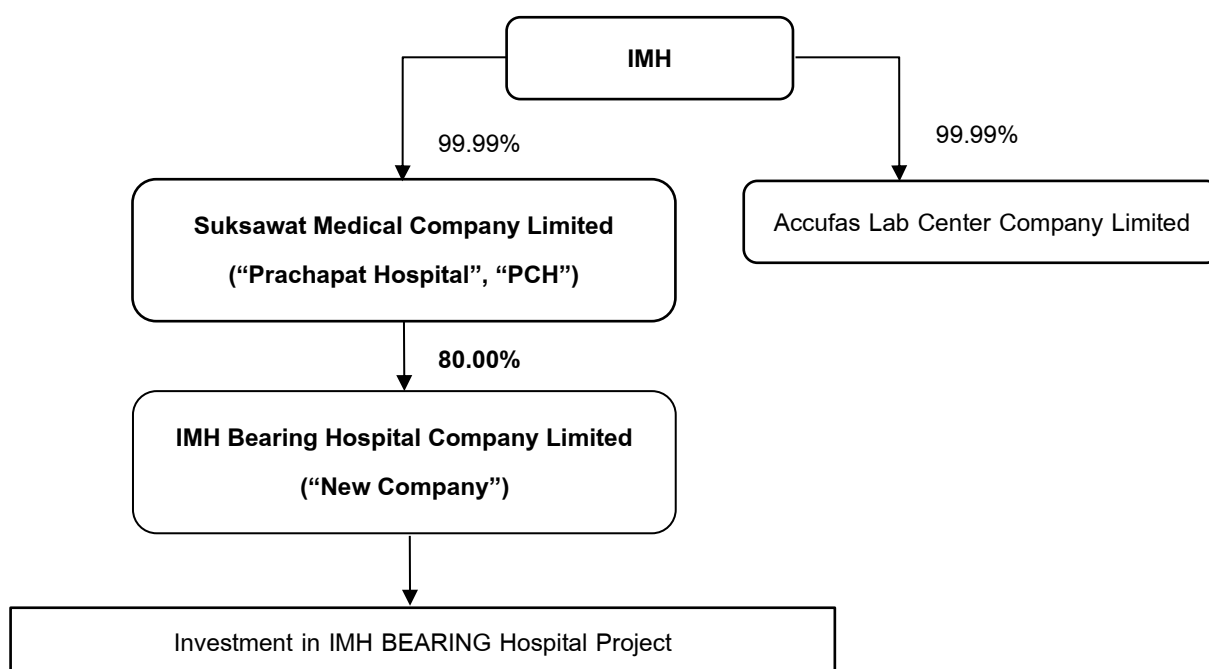 IMH
99.99%
99.99%
Suksawat Medical Company Limited
(“Prachapat Hospital”, “PCH”)
Accufas Lab Center Company Limited
80.00%
IMH Bearing Hospital Company Limited
(“New Company”)
Investment in IMH BEARING Hospital Project